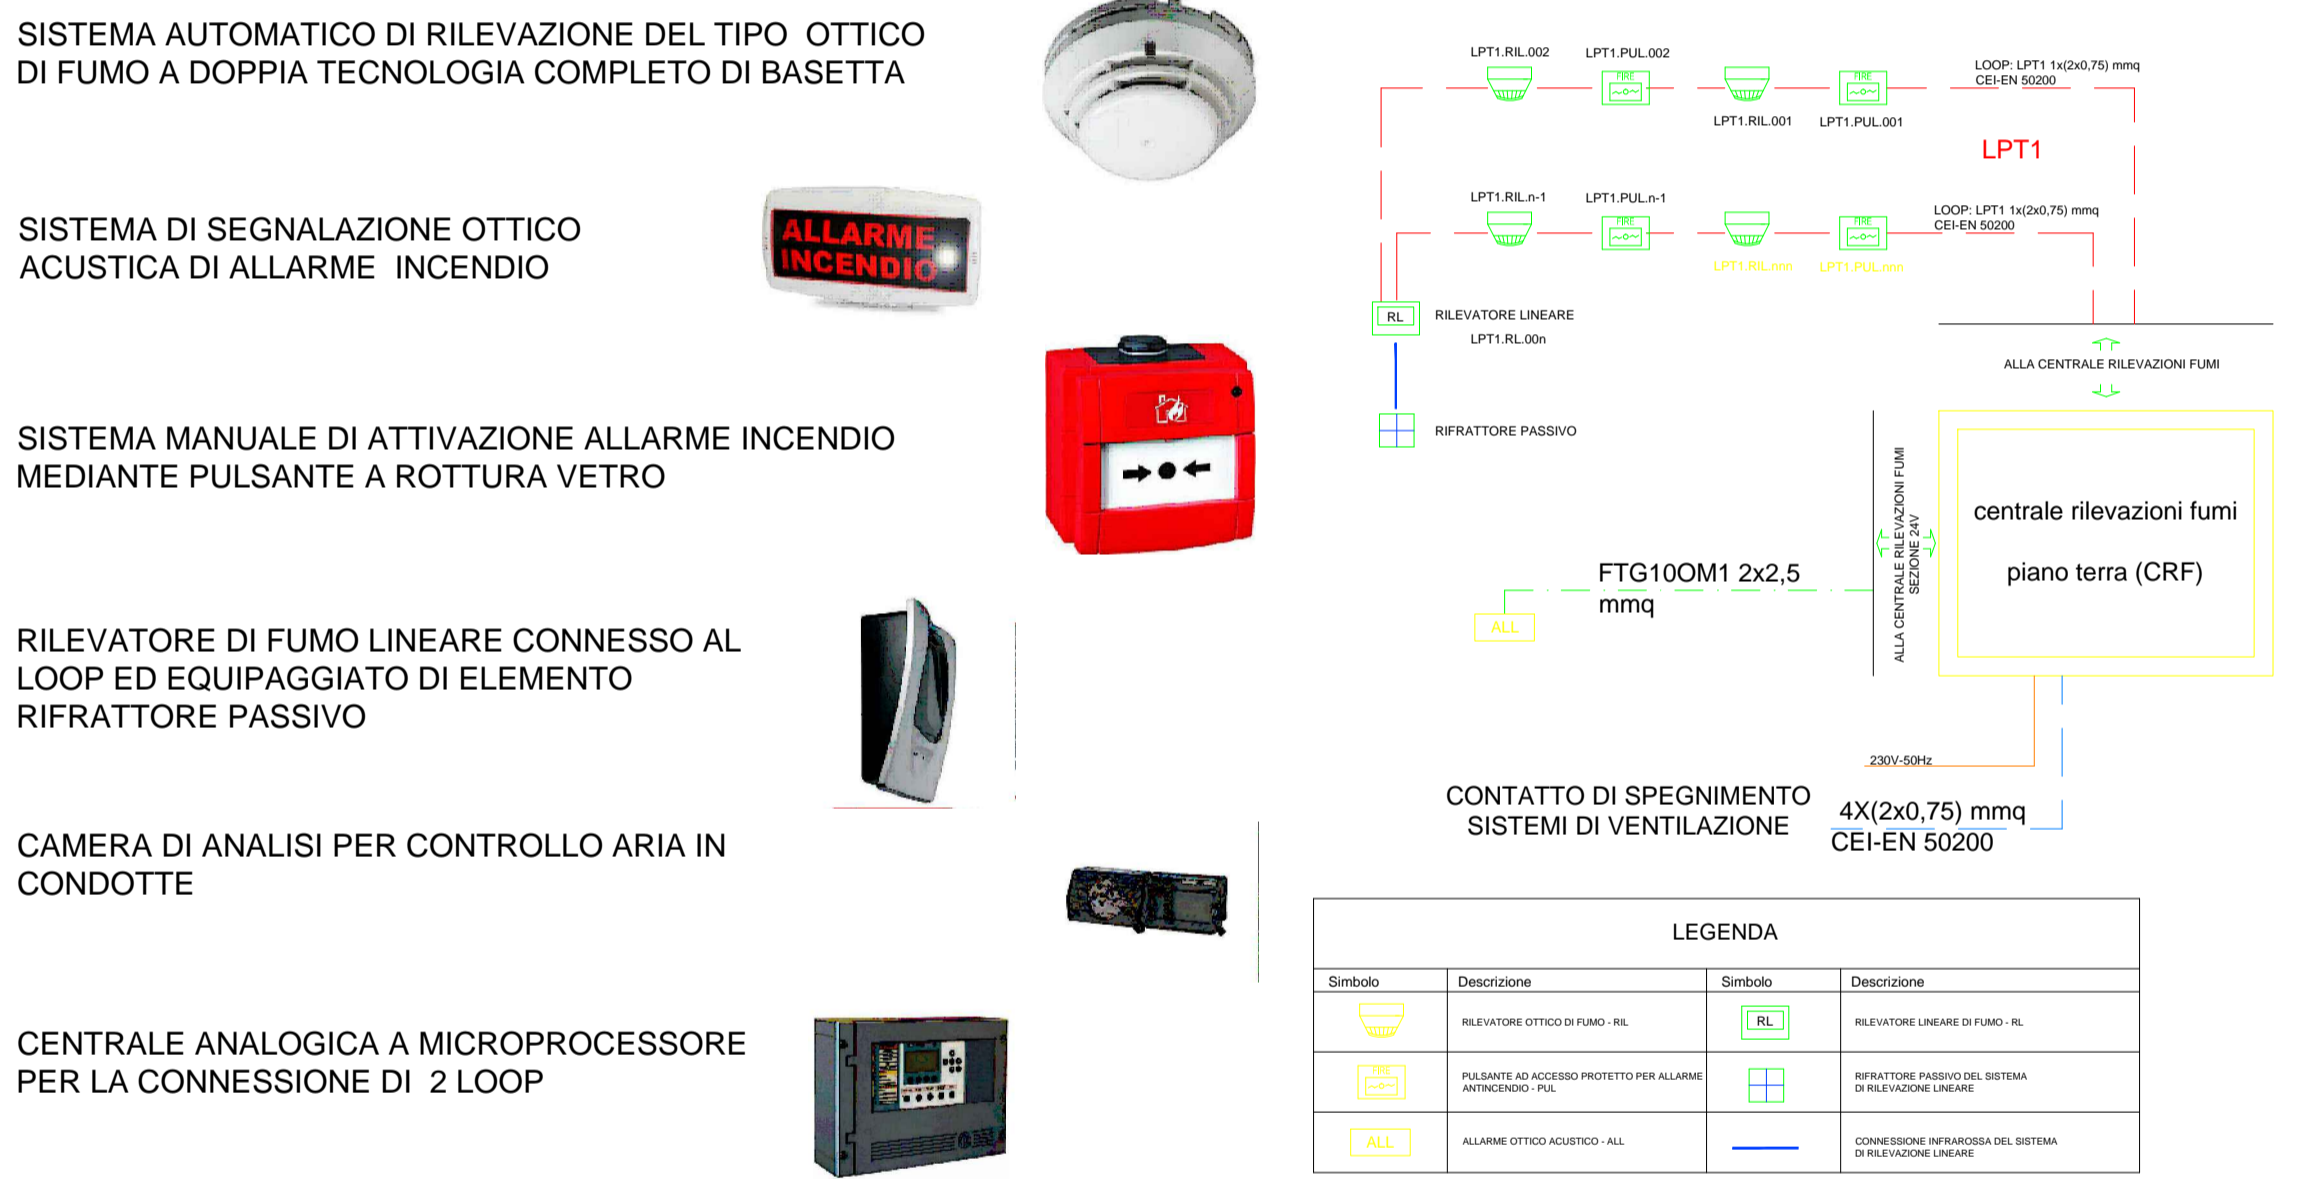 SISTEMA AUTOMATICO DI RILEVAZIONE DEL TIPO OTTICO
DI FUMO A DOPPIA TECNOLOGIA COMPLETO DI BASETTA
SISTEMA DI SEGNALAZIONE OTTICO
ACUSTICA DI ALLARME INCENDIO
ALLARME
INCENDIO
SISTEMA MANUALE DI ATTIVAZIONE ALLARME INCENDIO
MEDIANTE PULSANTE A ROTTURA VETRO
RILEVATORE DI FUMO LINEARE CONNESSO AL
LOOP ED EQUIPAGGIATO DI ELEMENTO
RIFRATTORE PASSIVO
CAMERA DI ANALISI PER CONTROLLO ARIA IN
CONDOTTE
CENTRALE ANALOGICA A MICROPROCESSORE
PER LA CONNESSIONE DI 2 LOOP
LPT1.RIL.002
LPT1.PUL.002
FIRE
FIRE
LPT1.RIL.001
LPT1.PUL.001
LOOP: LPT1 1x(2x0,75) mmq
CEI-EN 50200
LPT1
LPT1.RIL.n-1
LPT1.PUL.n-1
FIRE
FIRE
LPT1.RIL.nnn
LPT1.PUL.nnn
LOOP: LPT1 1x(2x0,75) mmq
CEI-EN 50200
RL
RILEVATORE LINEARE
LPT1.RL.00n
RIFRATTORE PASSIVO
ALLA CENTRALE RILEVAZIONI FUMI
ALLA CENTRALE RILEVAZIONI FUMI
SEZIONE 24V
centrale rilevazioni fumi
piano terra (CRF)
FTG10OM1 2x2,5
mmq
ALL
230V-50Hz
CONTATTO DI SPEGNIMENTO
SISTEMI DI VENTILAZIONE
4X(2x0,75) mmq
CEI-EN 50200
LEGENDA
Simbolo
Descrizione
Simbolo
Descrizione
RILEVATORE OTTICO DI FUMO - RIL
RL
RILEVATORE LINEARE DI FUMO - RL
FIRE
PULSANTE AD ACCESSO PROTETTO PER ALLARME
ANTINCENDIO - PUL
RIFRATTORE PASSIVO DEL SISTEMA
DI RILEVAZIONE LINEARE
ALL
ALLARME OTTICO ACUSTICO - ALL
CONNESSIONE INFRAROSSA DEL SISTEMA
DI RILEVAZIONE LINEARE